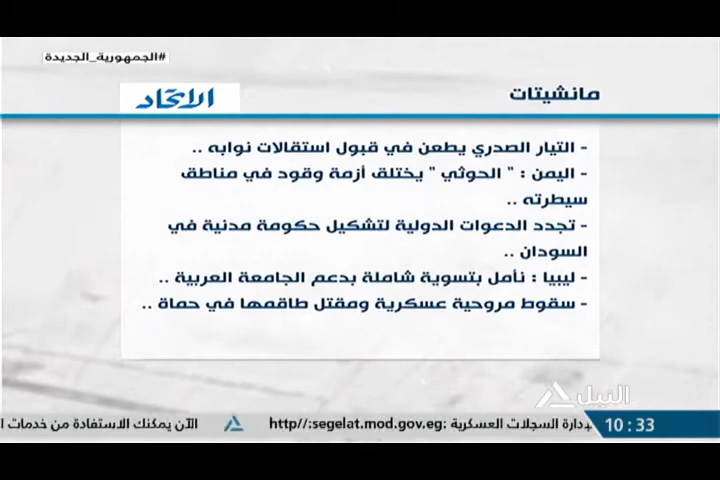 #الجمهورية_الجديدة
مانشيتات
الاتحاد
- التيار الصدري يطعن في قبول استقالات نوابه ..
- اليمن : " الحوثي " يختلق أزمة وقود في مناطق
سيطرته ..
- تجدد الدعوات الدولية لتشكيل حكومة مدنية في
السودان ..
- ليبيا : نأمل بتسوية شاملة بدعم الجامعة العربية ..
- سقوط مروحية عسكرية ومقتل طاقمها في حماة ..
النيل
10:33
إدارة السجلات العسكرية :http//:segelat.mod.gov.eg
الآن يمكنك الاستفادة من خدمات